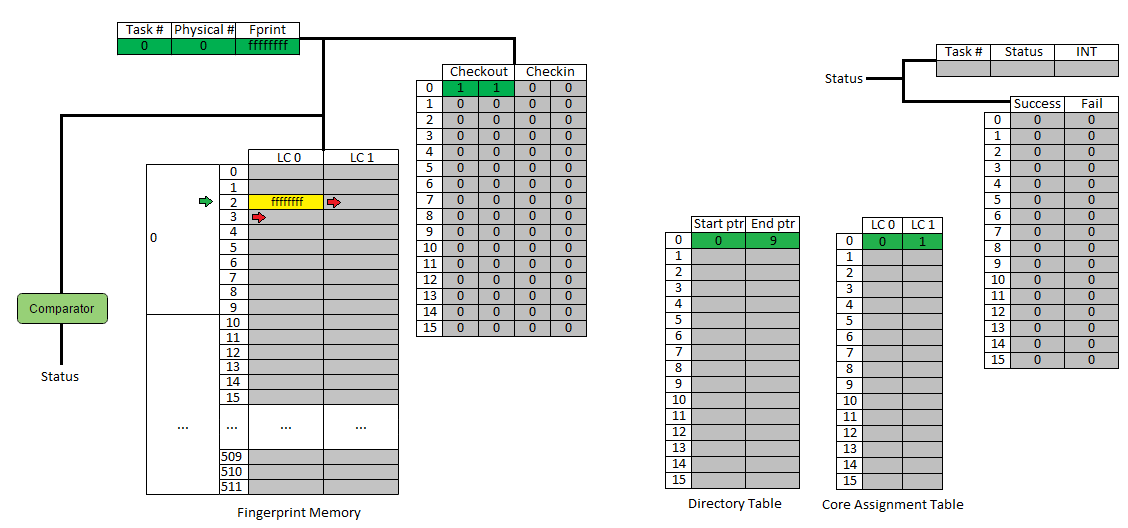 Task # Physical # Fprint
0 0 ffffffff
Checkout Checkin
0 1 1 0 0
1 0 0 0 0
2 0 0 0 0
3 0 0 0 0
4 0 0 0 0
5 0 0 0 0
6 0 0 0 0
7 0 0 0 0
8 0 0 0 0
9 0 0 0 0
10 0 0 0 0
11 0 0 0 0
12 0 0 0 0
13 0 0 0 0
14 0 0 0 0
15 0 0 0 0
LC 0 LC 1
0
0
1
2 ffffffff
3
4
5
6
7
8
9
10
11
12
13
14
15
... ... ... ...
509
510
511
Fingerprint Memory
Comparator
Status
Start ptr End ptr
0 0 9
1
2
3
4
5
6
7
8
9
10
11
12
13
14
15
Directory Table
LC 0 LC 1
0 0 1
1
2
3
4
5
6
7
8
9
10
11
12
13
14
15
Core Assignment Table
Status
Task # Status INT
Success Fail
0 0 0
1 0 0
2 0 0
3 0 0
4 0 0
5 0 0
6 0 0
7 0 0
8 0 0
9 0 0
10 0 0
11 0 0
12 0 0
13 0 0
14 0 0
15 0 0